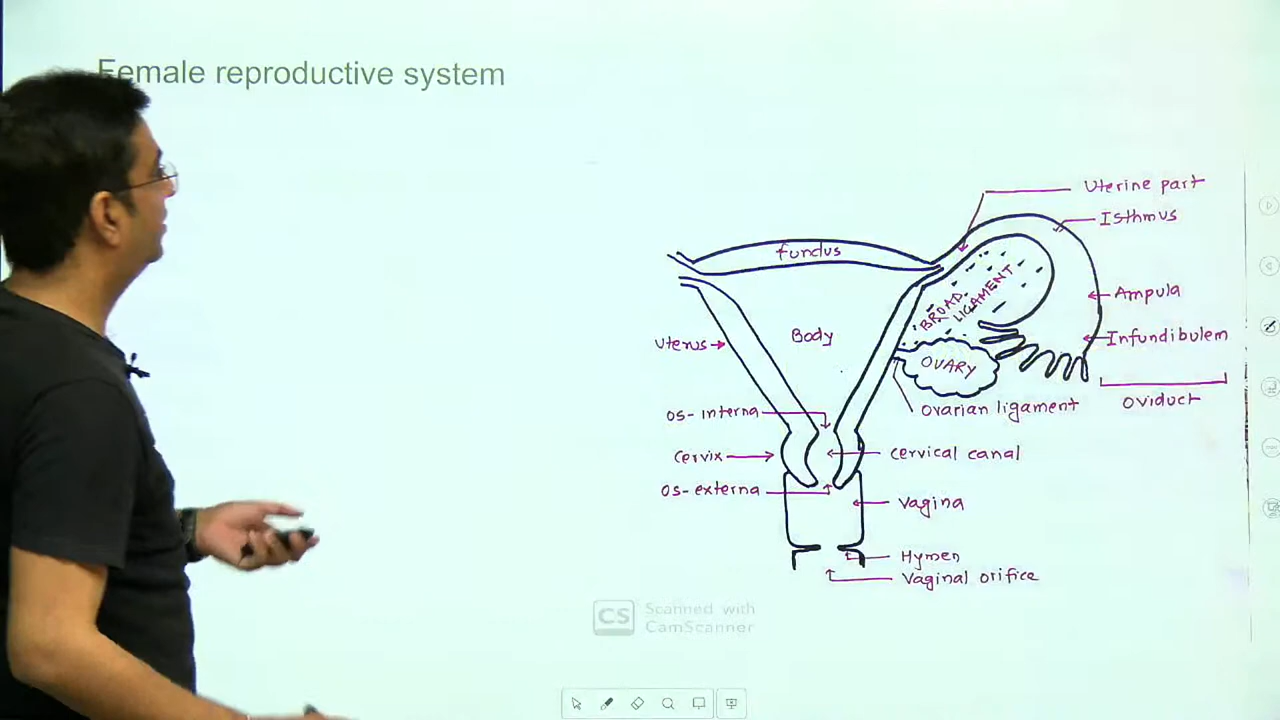 Female reproductive system
Uterine part
Isthmus
fundus
BROAD
LIGAMENT
Ampula
Body
Infundibulem
Uterus
OVARY
Oviduct
Ovarian ligament
os-interna
cervical canal
Cervix
os-externa
Vagina
Hymen
Vaginal orifice
CS
Scanned with
CamScanner